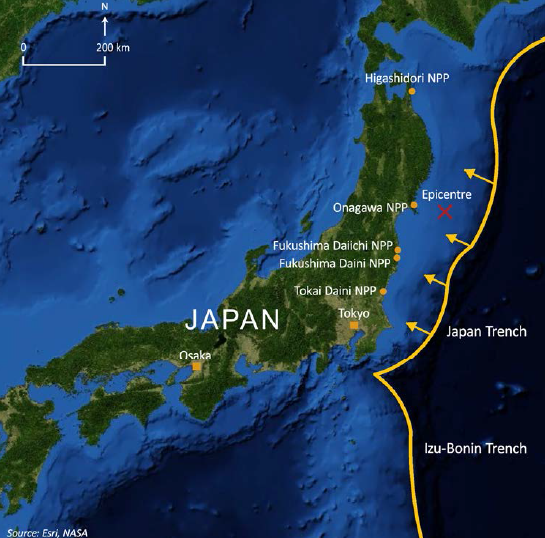 N
0
200 km
Higashidori NPP
Epicentre
Onagawa NPP
Fukushima Daiichi NPP
Fukushima Daini NPP
Tokai Daini NPP
Tokyo
JAPAN
Japan Trench
Osaka
Izu-Bonin Trench
Source: Esri, NASA